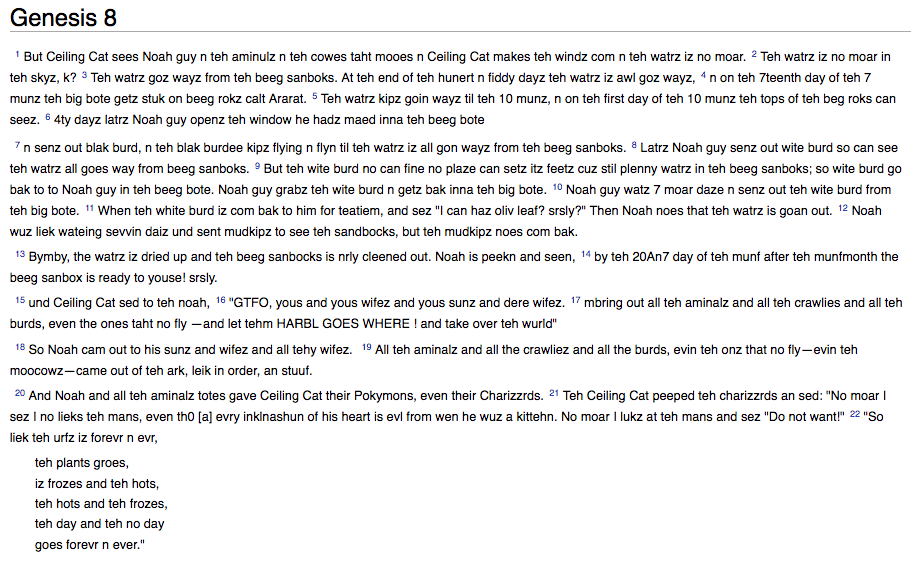 Genesis 8
1 But Ceiling Cat sees Noah guy n teh aminulz n teh cowes taht mooes n Ceiling Cat makes teh windz com n teh watrz iz no moar. 2 Teh watrz iz no moar in
teh skyz, k? 3 Teh watrz goz wayz from teh beeg sanboks. At teh end of teh hunert n fiddy dayz teh watrz iz awl goz wayz, 4 n on teh 7teenth day of teh 7
munz teh big bote getz stuk on beeg rokz calt Ararat. 5 Teh watrz kipz goin wayz til teh 10 munz, n on teh first day of teh 10 munz teh tops of teh beg roks can
seez. 6 4ty dayz latrz Noah guy openz teh window he hadz maed inna teh beeg bote
7 n senz out blak burd, n teh blak burdee kipz flying n flyn til teh watrz iz all gon wayz from teh beeg sanboks. 8 Latrz Noah guy senz out wite burd so can see
teh watrz all goes way from beeg sanboks. 9 But teh wite burd no can fine no plaze can setz itz feetz cuz stil plenny watrz in teh beeg sanboks; so wite burd go
bak to to Noah guy in teh beeg bote. Noah guy grabz teh wite burd n getz bak inna teh big bote. 10 Noah guy watz 7 moar daze n senz out teh wite burd from
teh big bote. 11 When teh white burd iz com bak to him for teatiem, and sez "I can haz oliv leaf? srsly?" Then Noah noes that teh watrz is goan out. 12 Noah
wuz liek wateing sevvin daiz und sent mudkipz to see teh sandbocks, but teh mudkipz noes com bak.
13 Bymby, the watrz iz dried up and teh beeg sanbocks is nrly cleened out. Noah is peekn and seen, 14 by teh 20An7 day of teh munf after teh munfmonth the
beeg sanbox is ready to youse! srsly.
15 und Ceiling Cat sed to teh noah, 16 "GTFO, yous and yous wifez and yous sunz and dere wifez. 17 mbring out all teh aminalz and all teh crawlies and all teh
burds, even the ones taht no fly —and let tehm HARBL GOES WHERE ! and take over teh wurld"
18 So Noah cam out to his sunz and wifez and all tehy wifez. 19 All teh aminalz and all the crawliez and all the burds, evin teh onz that no fly—evin teh
moocowz—came out of teh ark, leik in order, an stuuf.
20 And Noah and all teh aminalz totes gave Ceiling Cat their Pokymons, even their Charizzrds. 21 Teh Ceiling Cat peeped teh charizzrds an sed: "No moar I
sez I no lieks teh mans, even th0 [a] evry inklnashun of his heart is evl from wen he wuz a kittehn. No moar I lukz at teh mans and sez "Do not want!" 22 "So
liek teh urfz iz forevr n evr,
teh plants groes,
iz frozes and teh hots,
teh hots and teh frozes,
teh day and teh no day
goes forevr n ever."